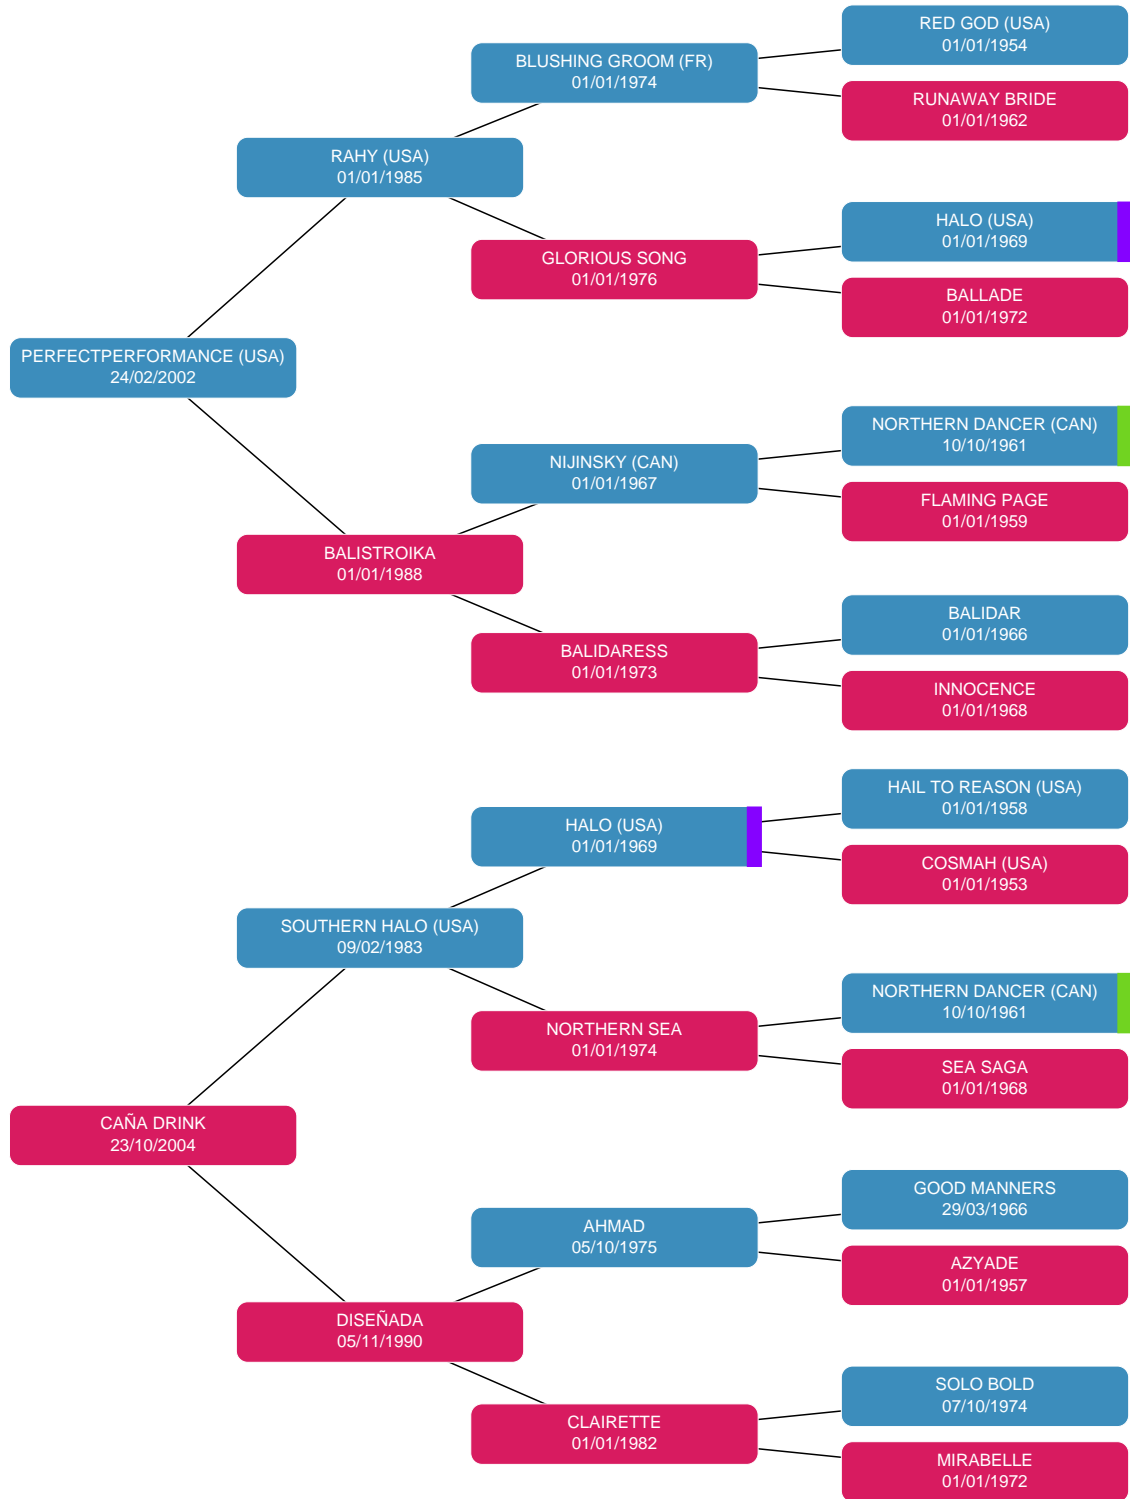 RED GOD (USA)
01/01/1954
BLUSHING GROOM (FR)
01/01/1974
RUNAWAY BRIDE
01/01/1962
RAHY (USA)
01/01/1985
HALO (USA)
01/01/1969
GLORIOUS SONG
01/01/1976
BALLADE
01/01/1972
PERFECTPERFORMANCE (USA)
24/02/2002
NORTHERN DANCER (CAN)
10/10/1961
NIJINSKY (CAN)
01/01/1967
FLAMING PAGE
01/01/1959
BALISTROIKA
01/01/1988
BALIDAR
01/01/1966
BALIDARESS
01/01/1973
INNOCENCE
01/01/1968
HAIL TO REASON (USA)
01/01/1958
HALO (USA)
01/01/1969
COSMAH (USA)
01/01/1953
SOUTHERN HALO (USA)
09/02/1983
NORTHERN DANCER (CAN)
10/10/1961
NORTHERN SEA
01/01/1974
SEA SAGA
01/01/1968
CAÑA DRINK
23/10/2004
GOOD MANNERS
29/03/1966
AHMAD
05/10/1975
AZYADE
01/01/1957
DISEÑADA
05/11/1990
SOLO BOLD
07/10/1974
CLAIRETTE
01/01/1982
MIRABELLE
01/01/1972